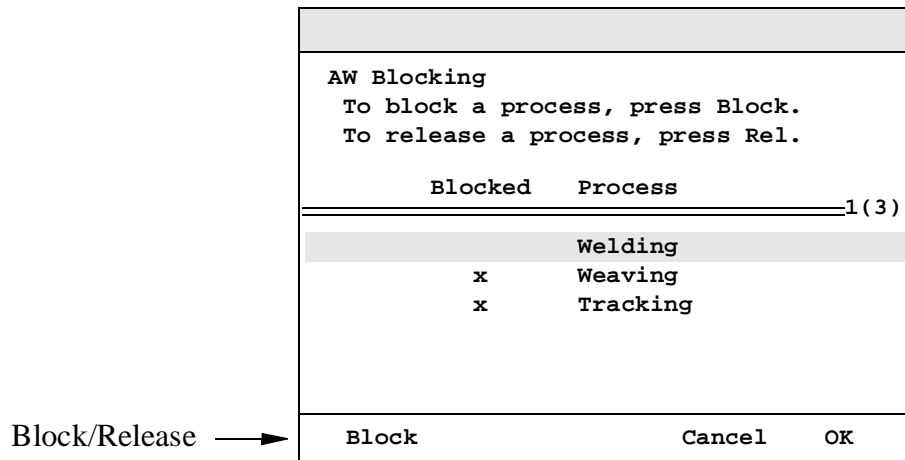 AW Blocking
To block a process, press Block.
To release a process, press Rel.
Blocked Process
1(3)
Welding
x Weaving
x Tracking
Block/Release
Block Cancel OK